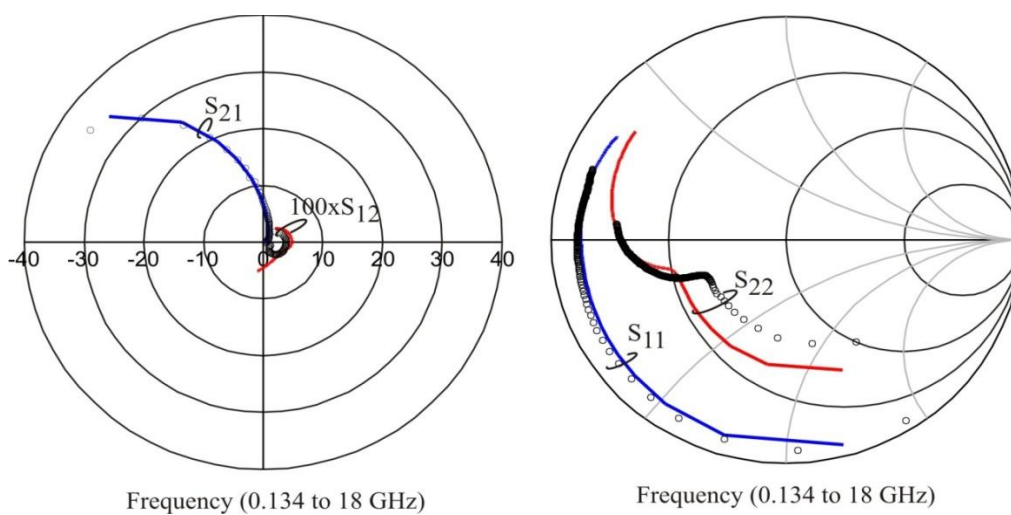 S21
100xS12
-40 -30 -20 -10 0 10 20 30 40
S22
S11
Frequency (0.134 to 18 GHz)
Frequency (0.134 to 18 GHz)